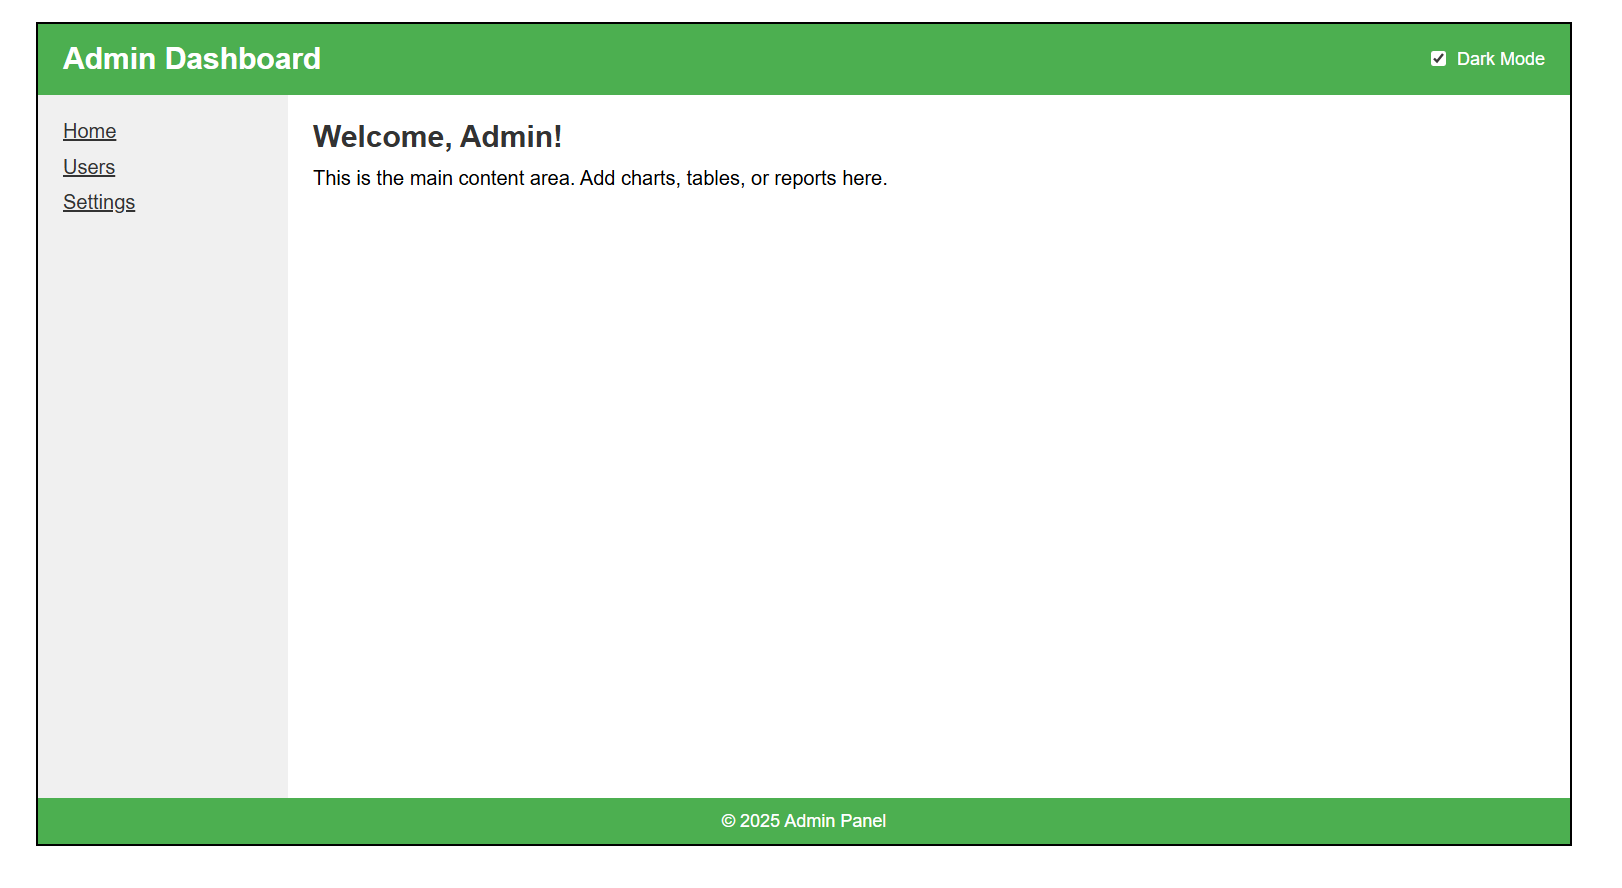 Admin Dashboard
Dark Mode
Home
Users
Settings
Welcome, Admin!
This is the main content area. Add charts, tables, or reports here.
© 2025 Admin Panel